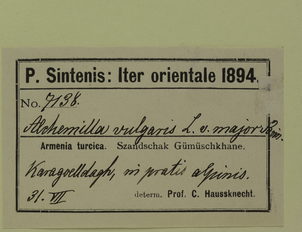 P. Sintenis: Iter orientale 1894.
No. 7138.
Alchemilla vulgaris L. v. major
Armenia turcica. Szandschak Gümüschkhane.
Karagoelldagh, in pratis alpinis.
31. VII determ. Prof. C. Haussknecht.